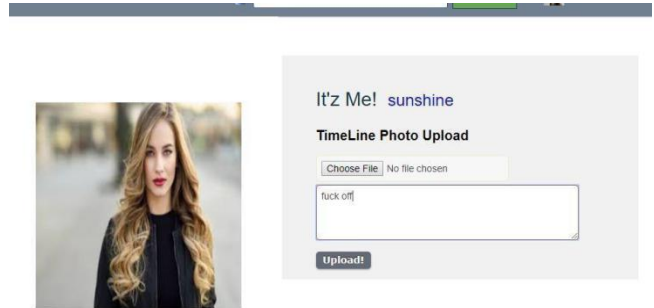 It'z Me! sunshine
TimeLine Photo Upload
Choose File No file chosen
fuck off
Upload!